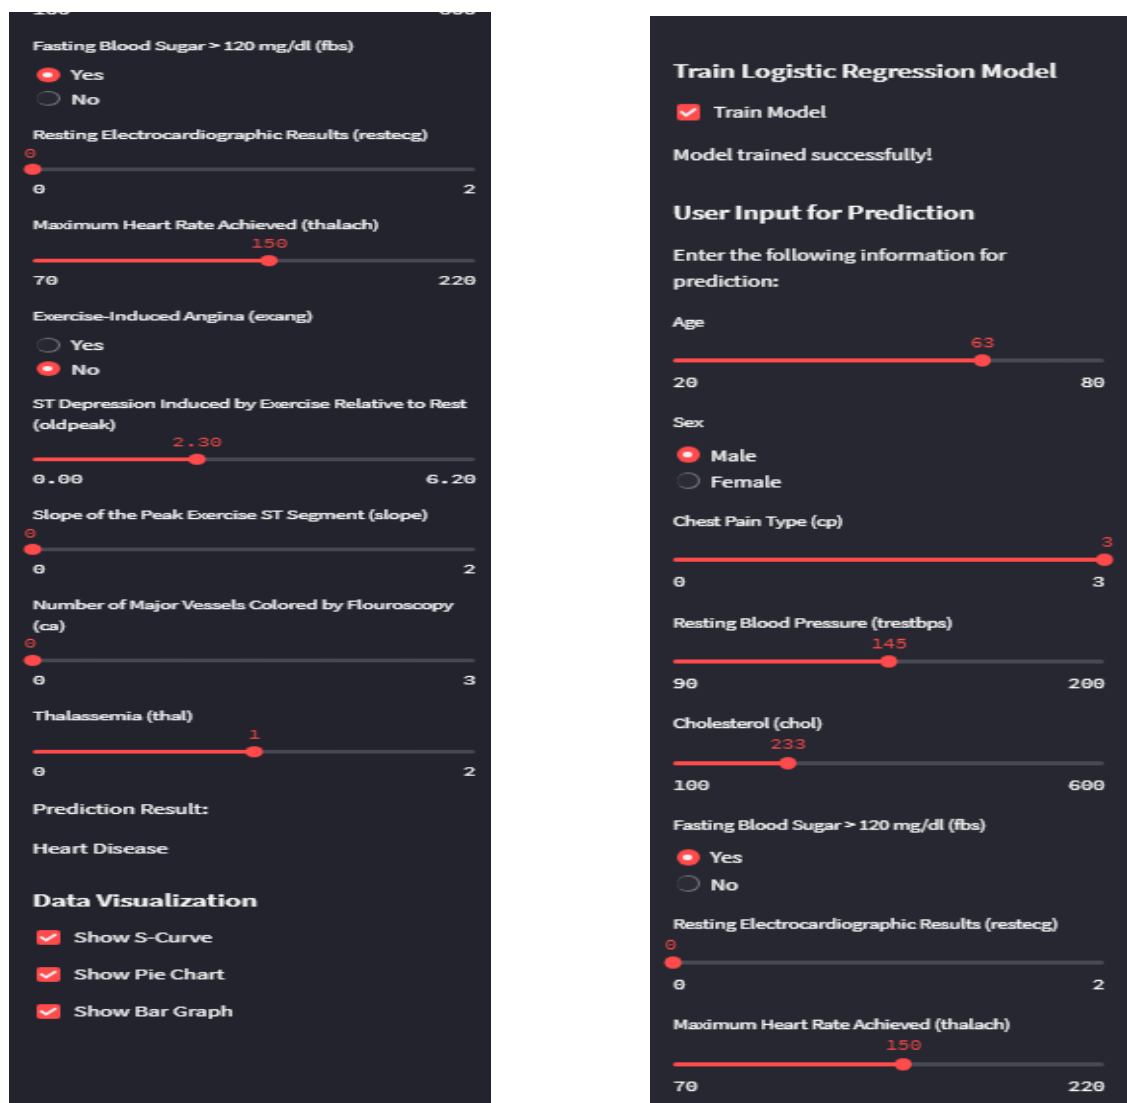 Fasting Blood Sugar > 120 mg/dl (fbs)
Yes
No
Resting Electrocardiographic Results (restecg)
0
0 2
Maximum Heart Rate Achieved (thalach)
150
70 220
Exercise-Induced Angina (exang)
Yes
No
ST Depression Induced by Exercise Relative to Rest
(oldpeak)
2.30
0.00 6.20
Slope of the Peak Exercise ST Segment (slope)
0
0 2
Number of Major Vessels Colored by Flouroscopy
(ca)
0
0 3
Thalassemia (thal)
1
0 2
Prediction Result:
Heart Disease
Data Visualization
Show S-Curve
Show Pie Chart
Show Bar Graph
Train Logistic Regression Model
Train Model
Model trained successfully!
User Input for Prediction
Enter the following information for
prediction:
Age
63
20 80
Sex
Male
Female
Chest Pain Type (cp)
3
0 3
Resting Blood Pressure (trestbps)
145
90 200
Cholesterol (chol)
233
100 600
Fasting Blood Sugar > 120 mg/dl (fbs)
Yes
No
Resting Electrocardiographic Results (restecg)
0
0 2
Maximum Heart Rate Achieved (thalach)
150
70 220